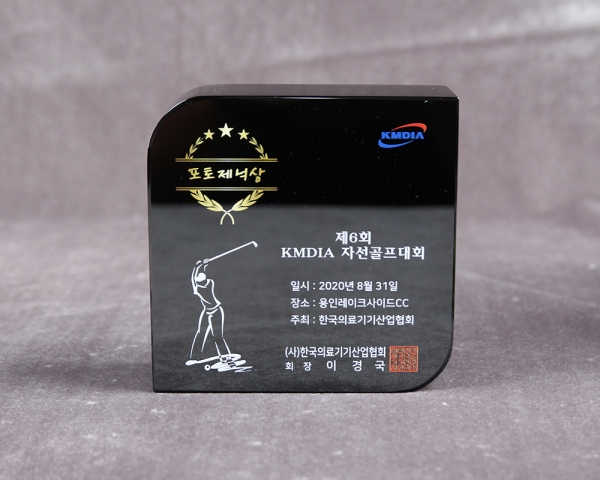 포토제닉상
KMDIA
제6회
KMDIA 자선골프대회
일시 : 2020년 8월 31일
장소 : 용인레이크사이드CC
주최 : 한국의료기기산업협회
(사)한국의료기기산업협회
회 장 이 경 국